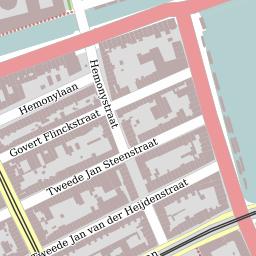 Hemonylaan
Hemonystraat
Govert Flinckstraat
Tweede Jan Steenstraat
Tweede Jan van der Heijdenstraat